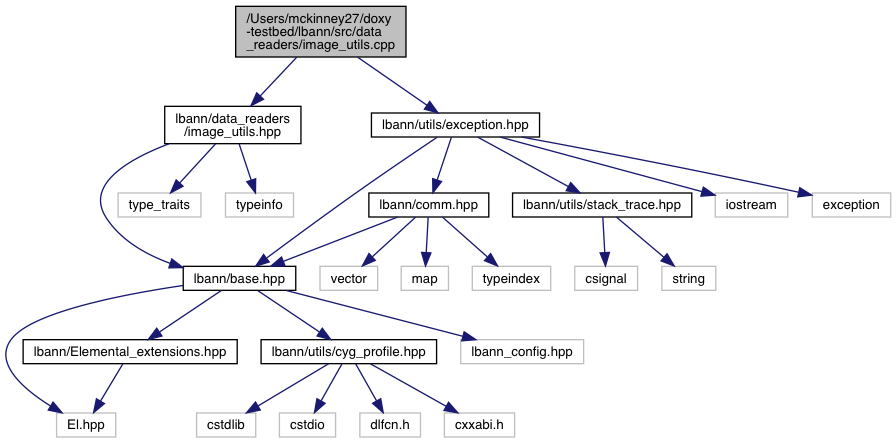 /Users/mckinney27/doxy
-testbed/lbann/src/data
_readers/image_utils.cpp
lbann/data_readers
/image_utils.hpp
lbann/utils/exception.hpp
type_traits
typeinfo
lbann/comm.hpp
lbann/utils/stack_trace.hpp
iostream
exception
lbann/base.hpp
vector
map
typeindex
csignal
string
lbann/Elemental_extensions.hpp
lbann/utils/cyg_profile.hpp
lbann_config.hpp
El.hpp
cstdlib
cstdio
dlfcn.h
cxxabi.h